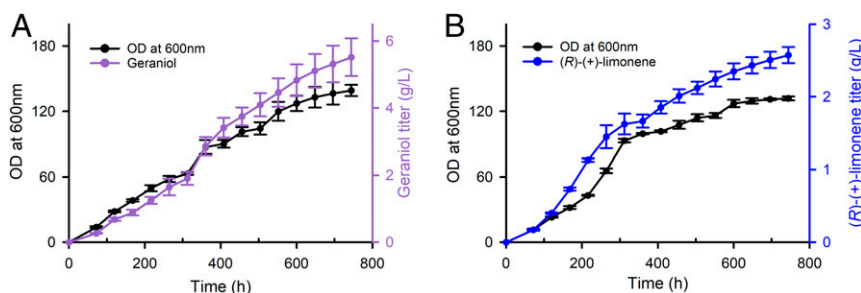 A
OD at 600nm
Geraniol
OD at 600nm
180
120
60
0
Geraniol titer (g/L)
6
4
2
0
0 200 400 600 800
Time (h)
B
OD at 600nm
(R)-(+)-limonene
OD at 600nm
180
120
60
0
(R)-(+)-limonene titer (g/L)
3
2
1
0
0 200 400 600 800
Time (h)